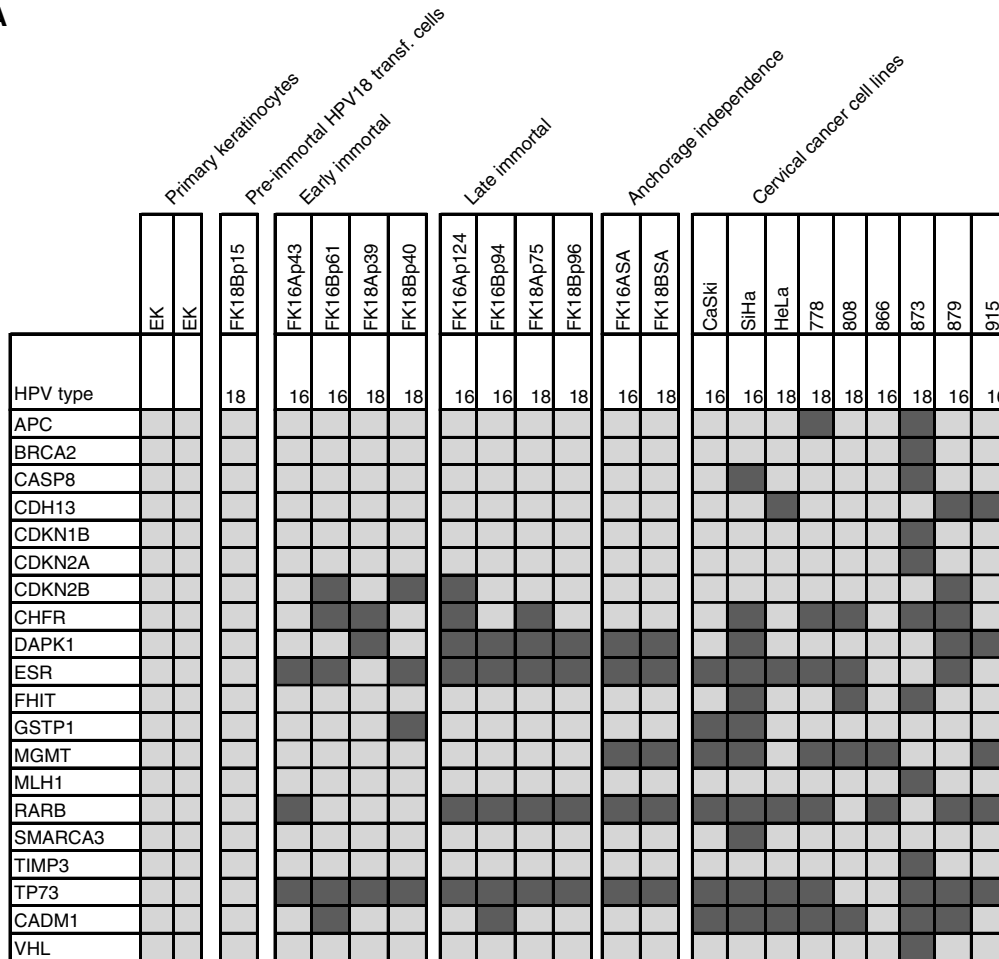 A
Primary keratinocytes
Pre-immortal HPV18 transf. cells
Early immortal
Late immortal
Anchorage independence
Cervical cancer cell lines
EK EK FK18Bp15 FK16Ap43 FK16Bp61 FK18Ap39 FK18Bp40 FK16Ap124 FK16Bp94 FK18Ap75 FK18Bp96 FK16ASA FK18BSA CaSki SiHa HeLa 778 808 866 873 879 915
HPV type 18 16 16 18 18 16 16 18 18 16 18 16 16 18 18 18 16 18 16 16
APC
BRCA2
CASP8
CDH13
CDKN1B
CDKN2A
CDKN2B
CHFR
DAPK1
ESR
FHIT
GSTP1
MGMT
MLH1
RARB
SMARCA3
TIMP3
TP73
CADM1
VHL